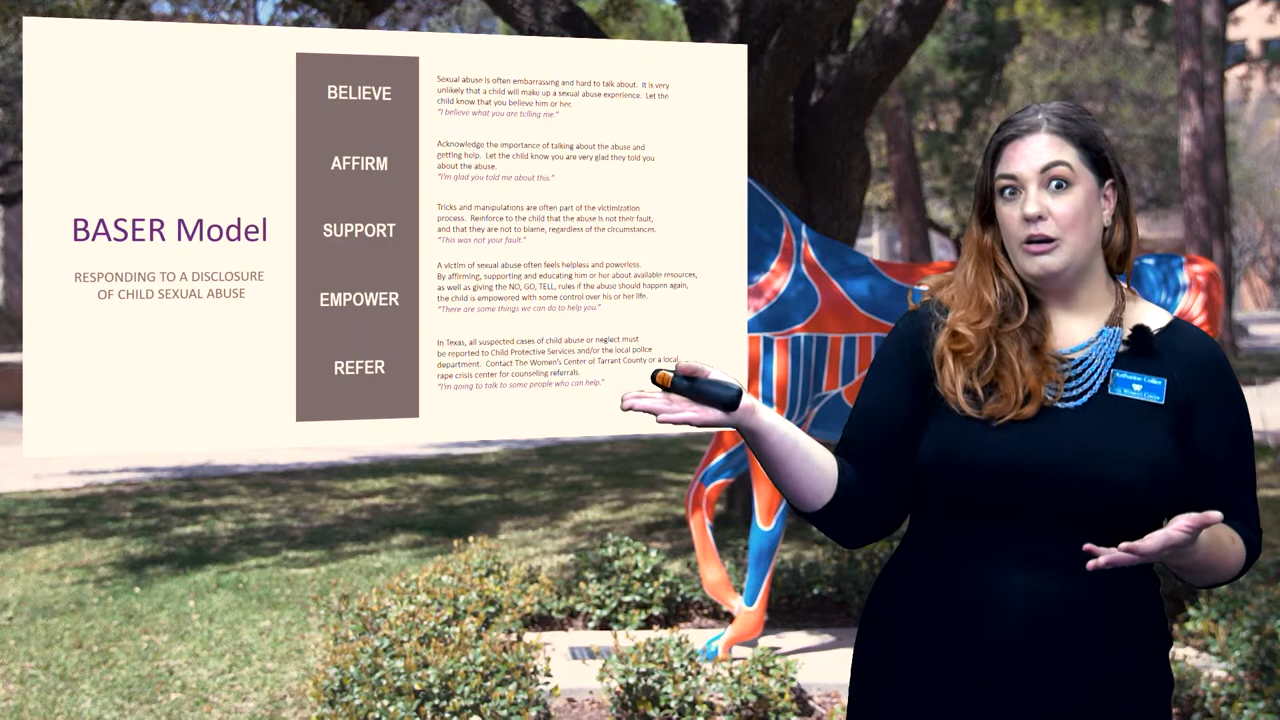 BASER Model
RESPONDING TO A DISCLOSURE
OF CHILD SEXUAL ABUSE
BELIEVE
Sexual abuse is often embarrassing and hard to talk about. It is very
unlikely that a child will make up a sexual abuse experience. Let the
child know that you believe him or her.
"I believe what you are telling me."
AFFIRM
Acknowledge the importance of talking about the abuse and
getting help. Let the child know you are very glad they told you
about the abuse.
"I'm glad you told me about this."
SUPPORT
Tricks and manipulations are often part of the victimization
process. Reinforce to the child that the abuse is not their fault,
and that they are not to blame, regardless of the circumstances.
"This was not your fault."
EMPOWER
A victim of sexual abuse often feels helpless and powerless.
By affirming, supporting and educating him or her about available resources,
as well as giving the NO, GO, TELL, rules if the abuse should happen again,
the child is empowered with some control over his or her life.
"There are some things we can do to help you."
REFER
In Texas, all suspected cases of child abuse or neglect must
be reported to Child Protective Services and/or the local police
department. Contact The Women's Center of Tarrant County or a local
rape crisis center for counseling referrals.
"I'm going to talk to some people who can help."
Katherine Collier
Women's Center